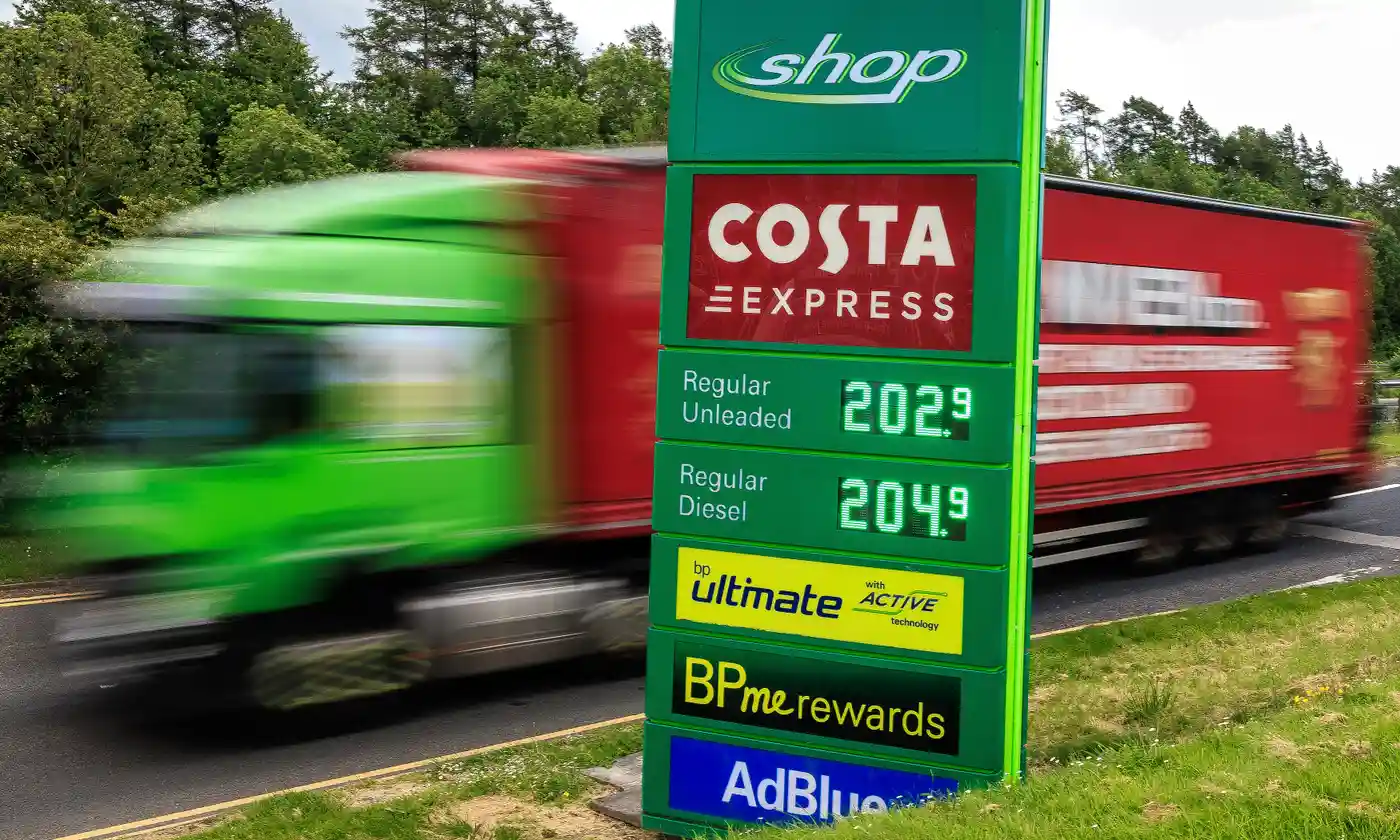 shop
COSTA
EXPRESS
Regular
Unleaded
202.9
Regular
Diesel
204.9
bp
ultimate
with
ACTIVE
technology
BPme rewards
AdBlue